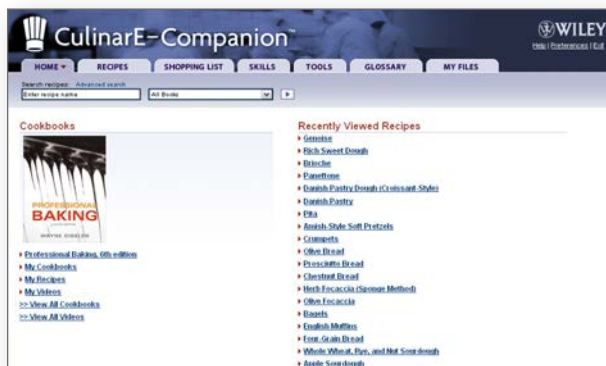 CulinarE-Companion™
WILEY
Help | Preferences | Exit
HOME RECIPES SHOPPING LIST SKILLS TOOLS GLOSSARY MY FILES
Search recipes: Advanced search
Enter recipe name All Books
Cookbooks
PROFESSIONAL
BAKING
WAYNE GISSLEN
Professional Baking, 6th edition
My Cookbooks
My Recipes
My Videos
>> View All Cookbooks
>> View All Videos
Recently Viewed Recipes
Genoise
Rich Sweet Dough
Brioche
Panettone
Danish Pastry Dough (Croissant-Style)
Danish Pastry
Pita
Amish-Style Soft Pretzels
Crumpets
Olive Bread
Prosciutto Bread
Chestnut Bread
Herb Focaccia (Sponge Method)
Olive Focaccia
Bagels
English Muffins
Four-Grain Bread
Whole Wheat, Rye, and Nut Sourdough
Apple Sourdough